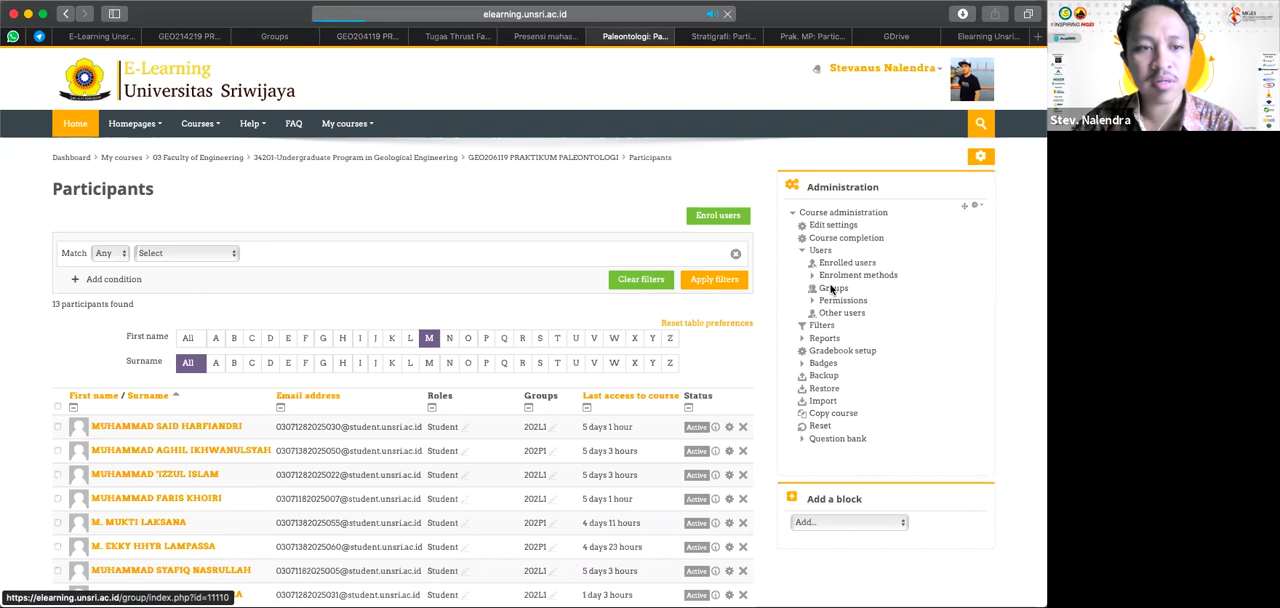 elearning.unsri.ac.id
E-Learning Unsr...
GEO214219 PR...
Groups
GEO204119 PR...
Tugas Thrust Fa...
Presensi mahas...
Paleontologi: Pa...
Stratigrafi: Parti...
Prak. MP: Partic...
GDrive
Elearning Unsri...
E-Learning
Universitas Sriwijaya
Stevanus Nalendra
Stev. Nalendra
Home
Homepages
Courses
Help
FAQ
My courses
Dashboard > My courses > 03 Faculty of Engineering > 34201-Undergraduate Program in Geological Engineering > GEO206119 PRAKTIKUM PALEONTOLOGI > Participants
Participants
Enrol users
Match Any Select
+ Add condition
Clear filters
Apply filters
13 participants found
Reset table preferences
First name All A B C D E F G H I J K L M N O P Q R S T U V W X Y Z
Surname All A B C D E F G H I J K L M N O P Q R S T U V W X Y Z
First name / Surname Email address Roles Groups Last access to course Status
MUHAMMAD SAID HARFIANDRI 03071282025030@student.unsri.ac.id Student 202L1 5 days 1 hour Active
MUHAMMAD AGHIL IKHWANULSYAH 03071382025050@student.unsri.ac.id Student 202P1 5 days 3 hours Active
MUHAMMAD 'IZZUL ISLAM 03071282025022@student.unsri.ac.id Student 202L1 5 days 3 hours Active
MUHAMMAD FARIS KHOIRI 03071182025007@student.unsri.ac.id Student 202L1 5 days 1 hour Active
M. MUKTI LAKSANA 03071382025055@student.unsri.ac.id Student 202P1 4 days 11 hours Active
M. EKKY HHYR LAMPASSA 03071382025060@student.unsri.ac.id Student 202P1 4 days 23 hours Active
MUHAMMAD SYAFIQ NASRULLAH 03071182025005@student.unsri.ac.id Student 202L1 5 days 3 hours Active
03071282025031@student.unsri.ac.id Student 202L1 1 day 3 hours Active
https://elearning.unsri.ac.id/group/index.php?id=11110
Administration
Course administration
Edit settings
Course completion
Users
Enrolled users
Enrolment methods
Groups
Permissions
Other users
Filters
Reports
Gradebook setup
Badges
Backup
Restore
Import
Copy course
Reset
Question bank
Add a block
Add...